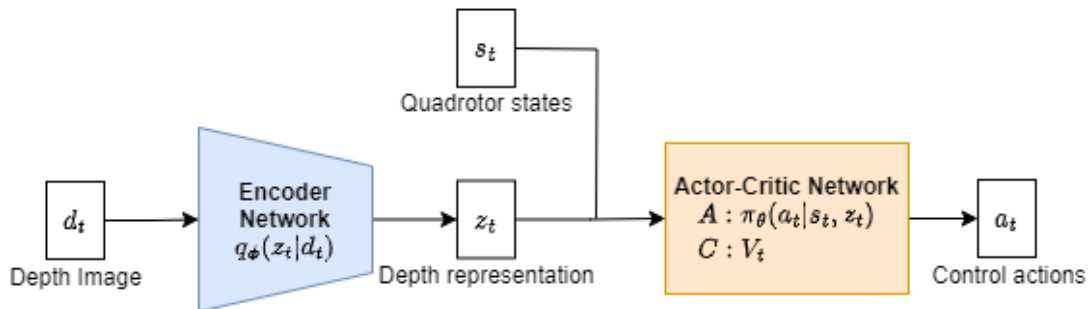 s_t
Quadrotor states
d_t
Depth Image
Encoder
Network
q_ϕ(z_t|d_t)
z_t
Depth representation
Actor-Critic Network
A : π_θ(a_t|s_t, z_t)
C : V_t
a_t
Control actions